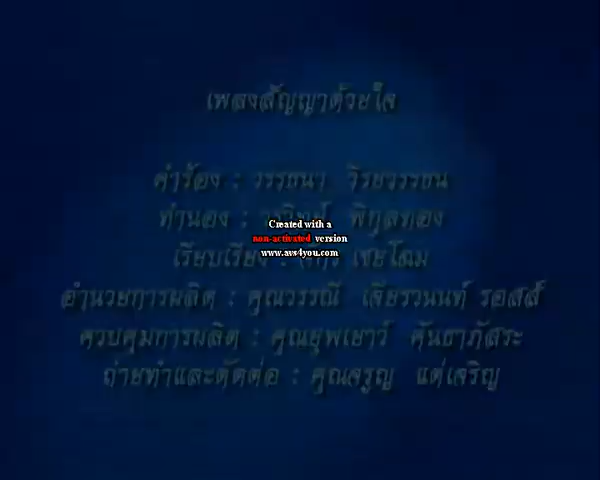 เพลงสัญญาด้วยใจ
คำร้อง : วรรธนา วิรยวรรธน
ทำนอง : พิกุลทอง
Created with a
non-activated version
www.avs4you.com
เรียบเรียง : เชยโฉม
อำนวยการผลิต : คุณวรรณี เจียรวนนท์ รอสส์
ควบคุมการผลิต : คุณยุพเยาว์ คันธาภัสระ
ถ่ายทำและตัดต่อ : คุณจรูญ แต่เจริญ